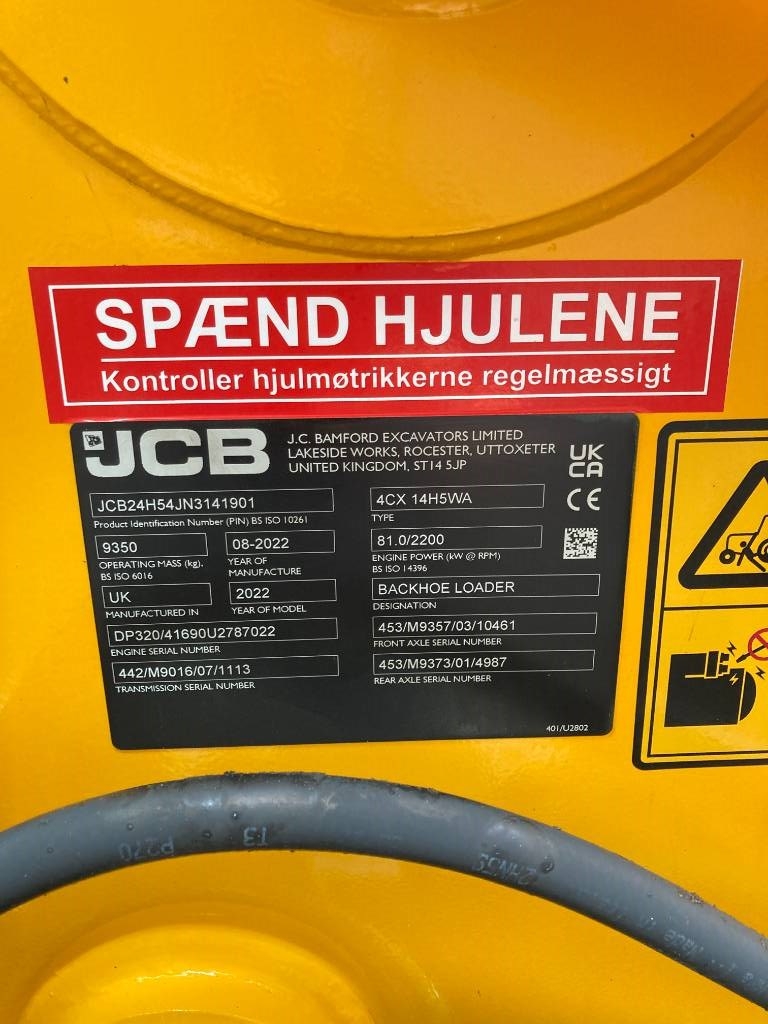 SPÆND HJULENE
Kontroller hjulmøtrikkerne regelmæssigt
JCB
J.C. BAMFORD EXCAVATORS LIMITED
LAKESIDE WORKS, ROCESTER, UTTOXETER
UNITED KINGDOM, ST14 5JP
UK
CA
CE
JCB24H54JN3141901
Product Identification Number (PIN) BS ISO 10261
4CX 14H5WA
TYPE
9350
OPERATING MASS (kg).
BS ISO 6016
08-2022
YEAR OF
MANUFACTURE
81.0/2200
ENGINE POWER (kW @ RPM)
BS ISO 14396
UK
MANUFACTURED IN
2022
YEAR OF MODEL
BACKHOE LOADER
DESIGNATION
DP320/41690U2787022
ENGINE SERIAL NUMBER
453/M9357/03/10461
FRONT AXLE SERIAL NUMBER
442/M9016/07/1113
TRANSMISSION SERIAL NUMBER
453/M9373/01/4987
REAR AXLE SERIAL NUMBER
401/U2802
P270 T3